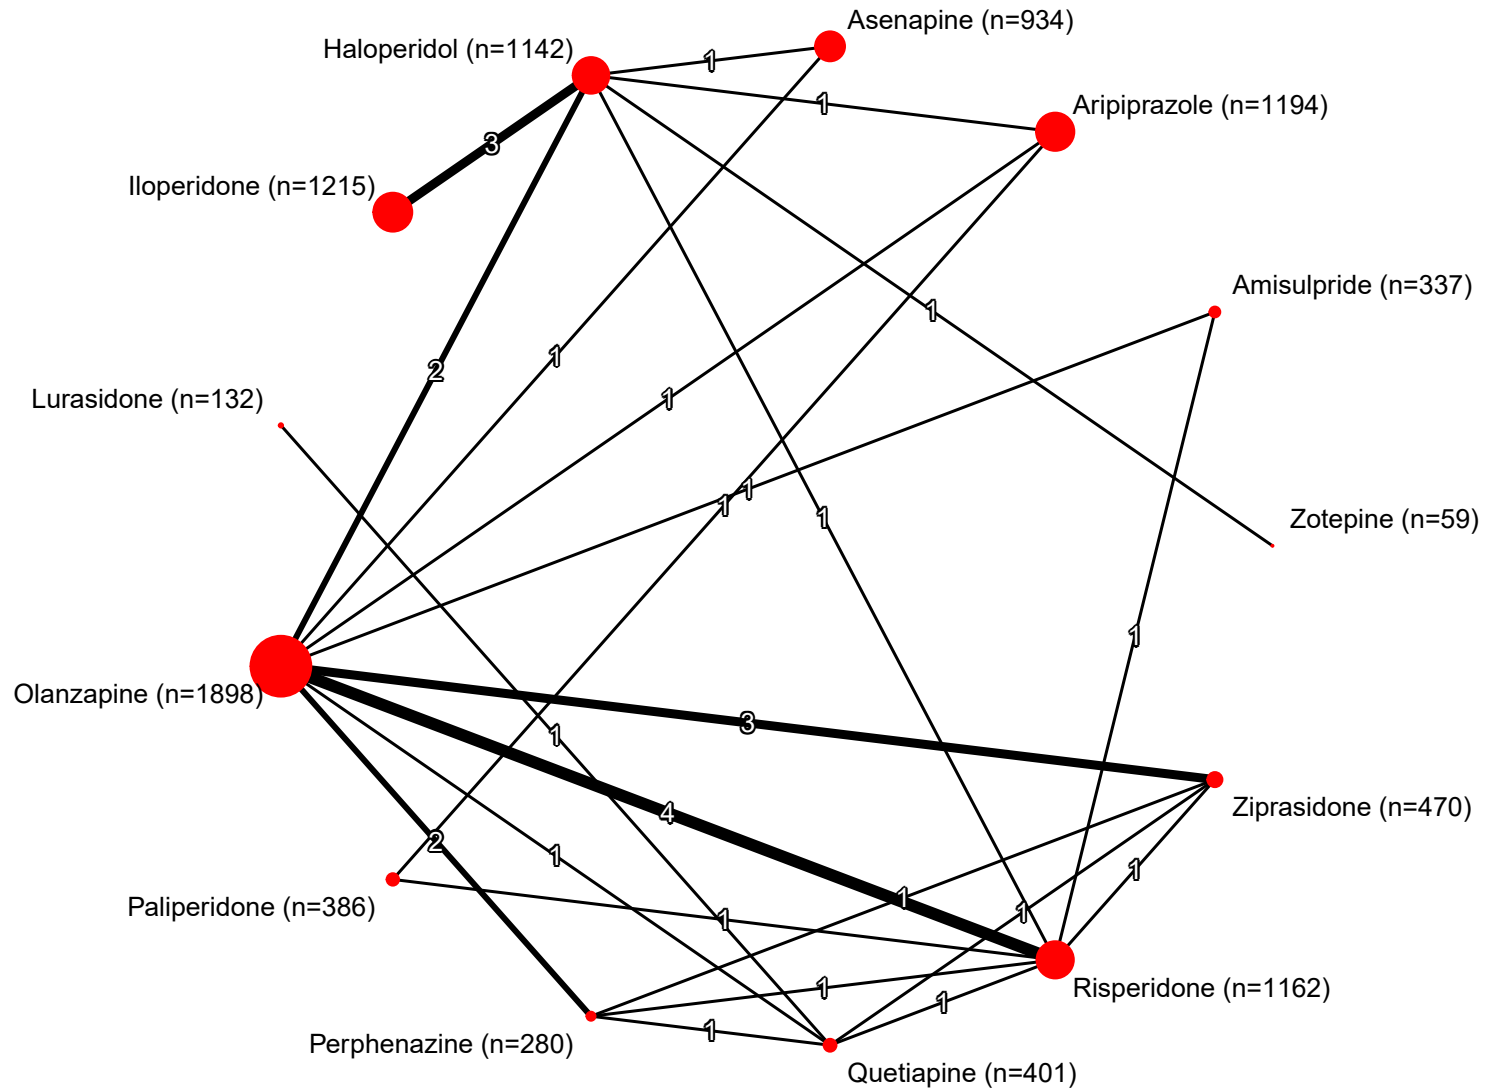 Asenapine (n=934)
Haloperidol (n=1142)
1
Aripiprazole (n=1194)
1
3
Iloperidone (n=1215)
Amisulpride (n=337)
1
1
2
Lurasidone (n=132)
1
1
1
1
Zotepine (n=59)
1
Olanzapine (n=1898)
3
1
Ziprasidone (n=470)
4
2
1
1
Paliperidone (n=386)
1
1
1
1
Risperidone (n=1162)
1
1
Perphenazine (n=280)
Quetiapine (n=401)